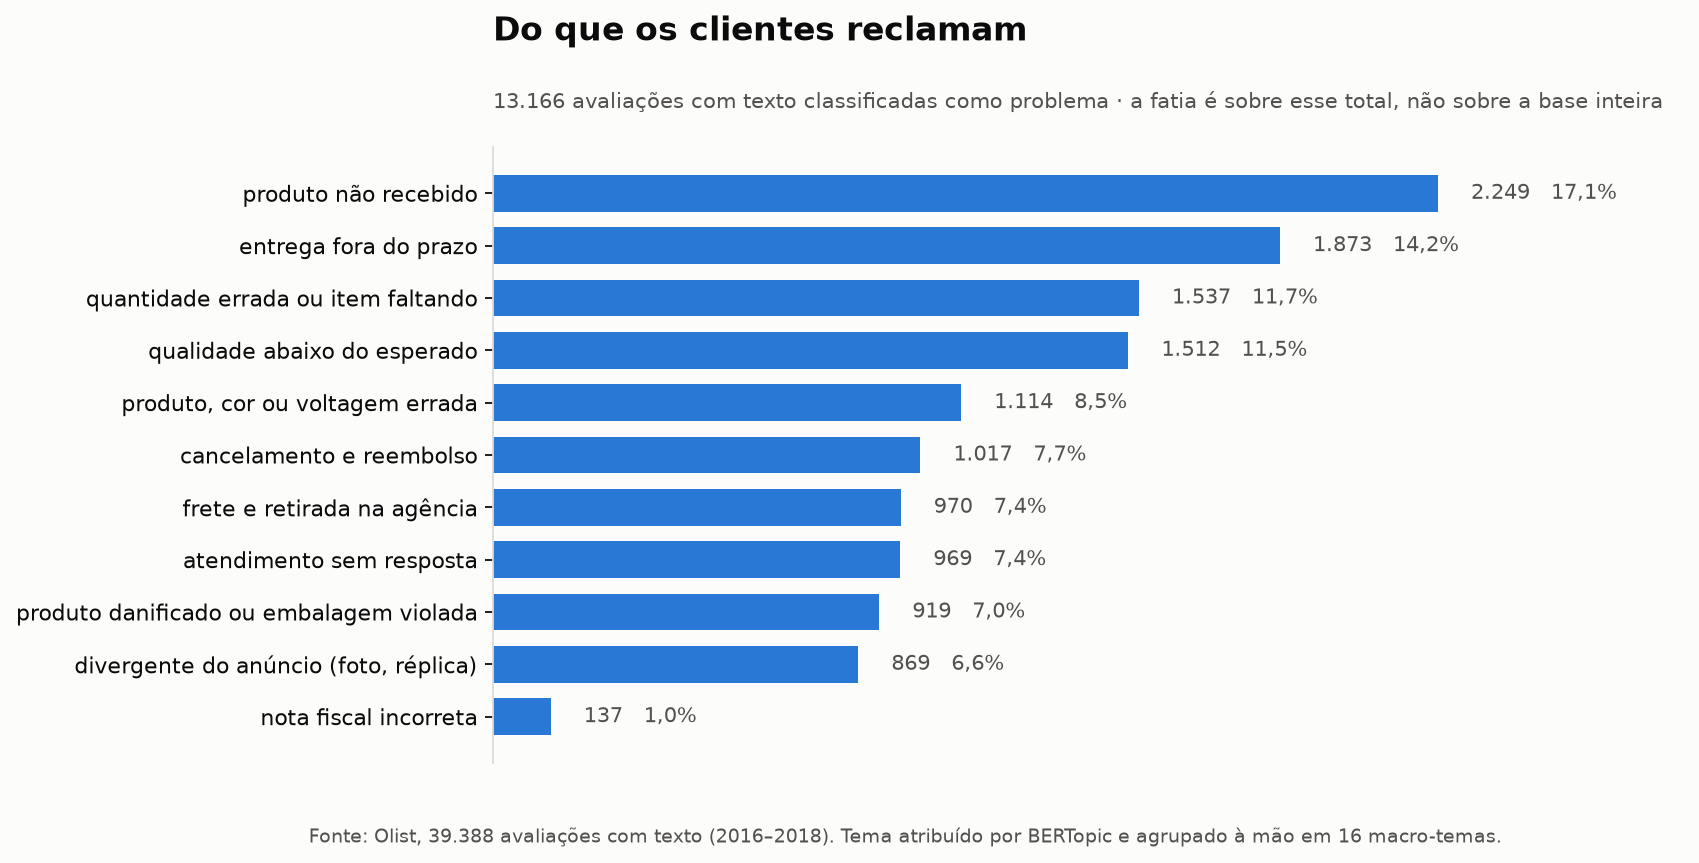 Do que os clientes reclamam
13.166 avaliações com texto classificadas como problema · a fatia é sobre esse total, não sobre a base inteira
produto não recebido 2.249 17,1%
entrega fora do prazo 1.873 14,2%
quantidade errada ou item faltando 1.537 11,7%
qualidade abaixo do esperado 1.512 11,5%
produto, cor ou voltagem errada 1.114 8,5%
cancelamento e reembolso 1.017 7,7%
frete e retirada na agência 970 7,4%
atendimento sem resposta 969 7,4%
produto danificado ou embalagem violada 919 7,0%
divergente do anúncio (foto, réplica) 869 6,6%
nota fiscal incorreta 137 1,0%
Fonte: Olist, 39.388 avaliações com texto (2016–2018). Tema atribuído por BERTopic e agrupado à mão em 16 macro-temas.